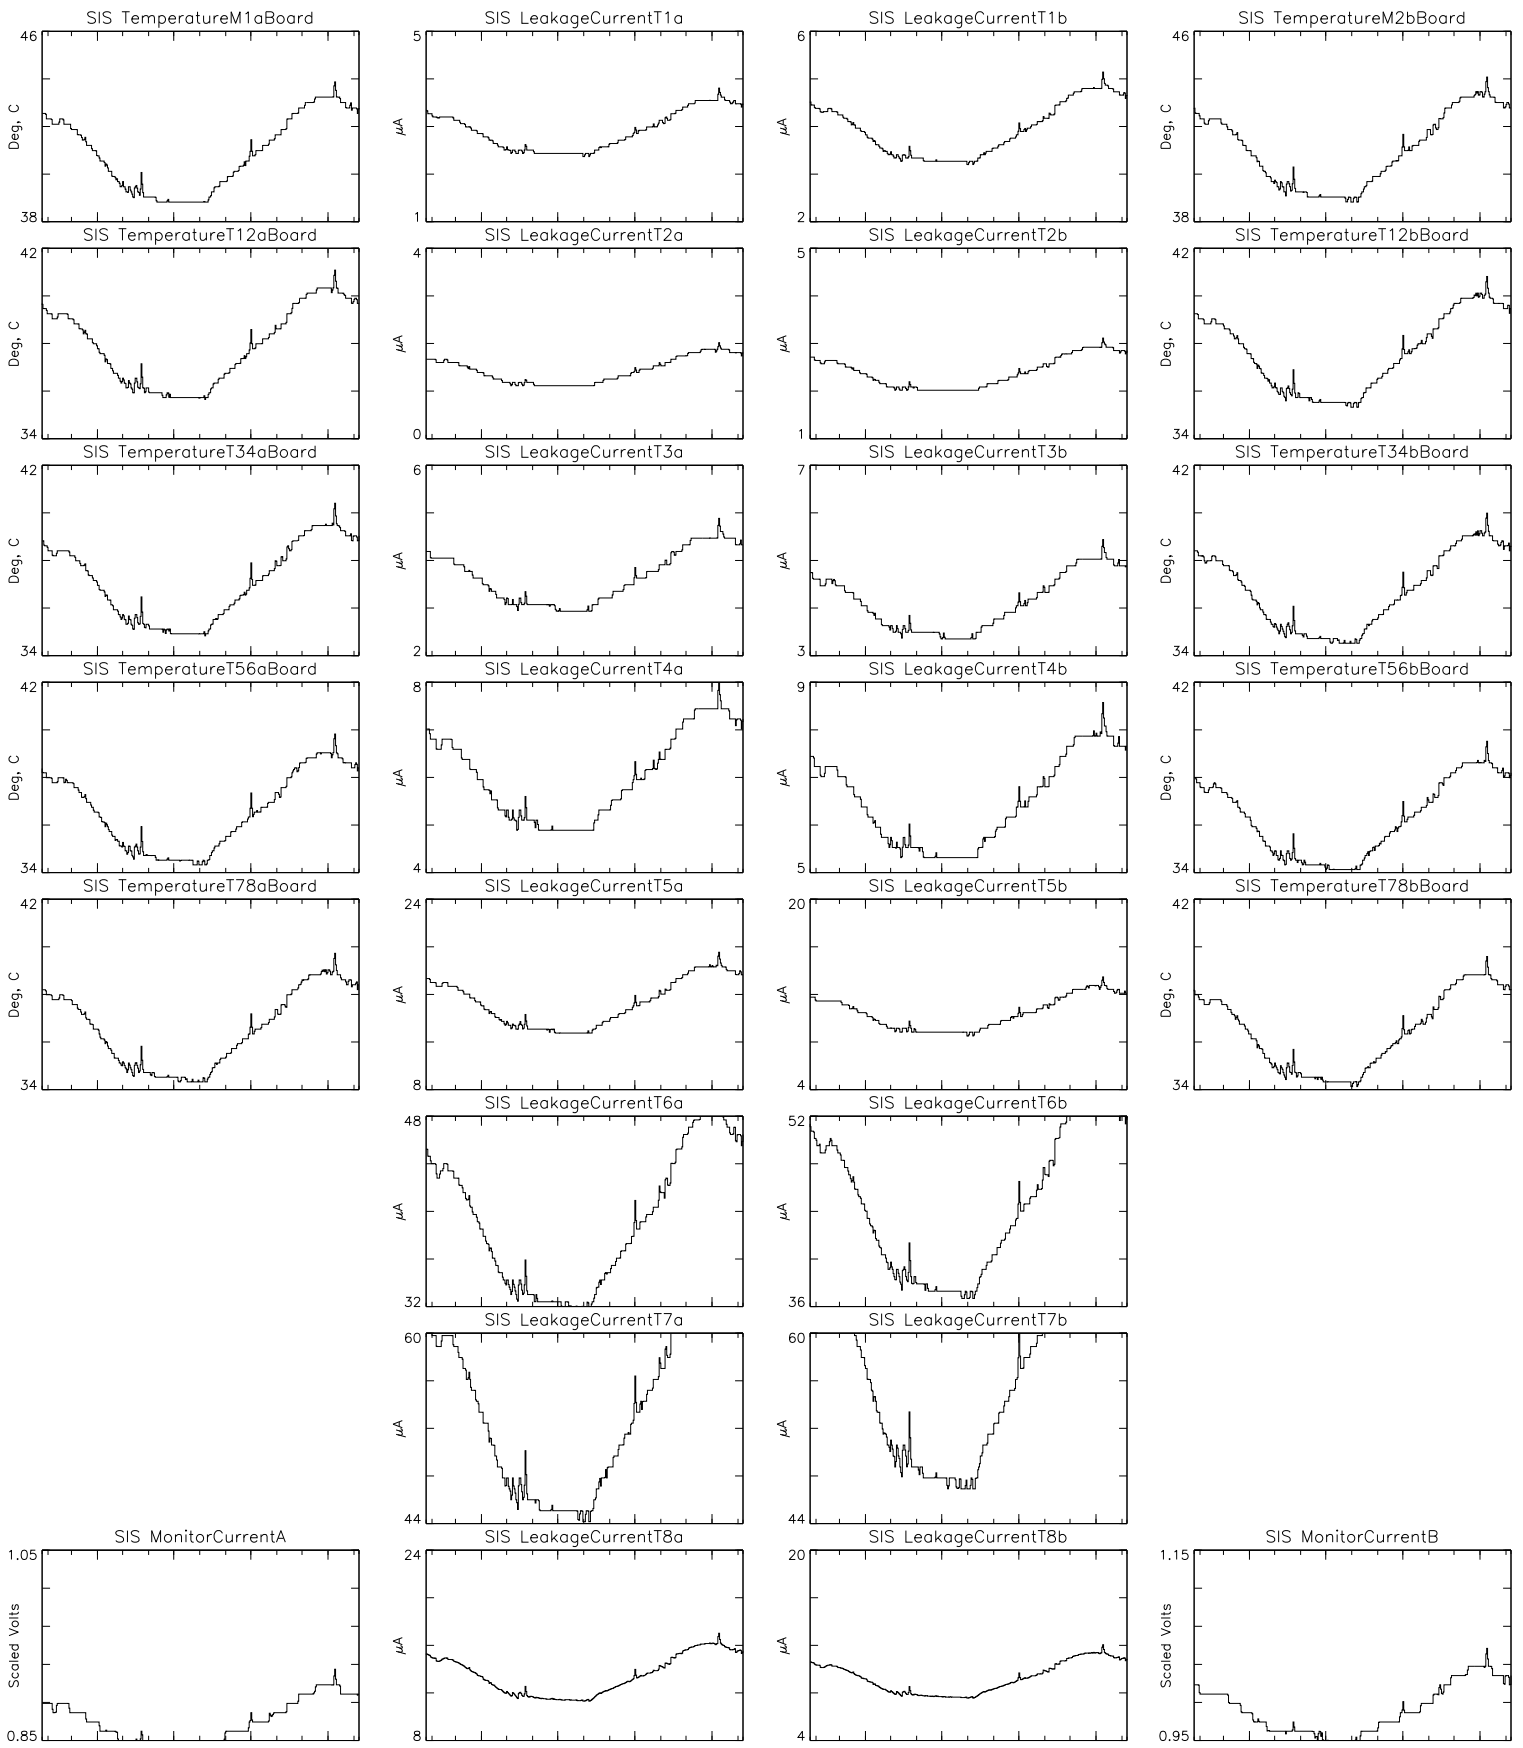 SIS TemperatureM1aBoard
46
Deg, C
38
SIS LeakageCurrentT1a
5
μA
1
SIS LeakageCurrentT1b
6
μA
2
SIS TemperatureM2bBoard
46
Deg, C
38
SIS TemperatureT12aBoard
42
Deg, C
34
SIS LeakageCurrentT2a
4
μA
0
SIS LeakageCurrentT2b
5
μA
1
SIS TemperatureT12bBoard
42
Deg, C
34
SIS TemperatureT34aBoard
42
Deg, C
34
SIS LeakageCurrentT3a
6
μA
2
SIS LeakageCurrentT3b
7
μA
3
SIS TemperatureT34bBoard
42
Deg, C
34
SIS TemperatureT56aBoard
42
Deg, C
34
SIS LeakageCurrentT4a
8
μA
4
SIS LeakageCurrentT4b
9
μA
5
SIS TemperatureT56bBoard
42
Deg, C
34
SIS TemperatureT78aBoard
42
Deg, C
34
SIS LeakageCurrentT5a
24
μA
8
SIS LeakageCurrentT5b
20
μA
4
SIS TemperatureT78bBoard
42
Deg, C
34
SIS LeakageCurrentT6a
48
μA
32
SIS LeakageCurrentT6b
52
μA
36
SIS LeakageCurrentT7a
60
μA
44
SIS LeakageCurrentT7b
60
μA
44
SIS MonitorCurrentA
1.05
Scaled Volts
0.85
SIS LeakageCurrentT8a
24
μA
8
SIS LeakageCurrentT8b
20
μA
4
SIS MonitorCurrentB
1.15
Scaled Volts
0.95